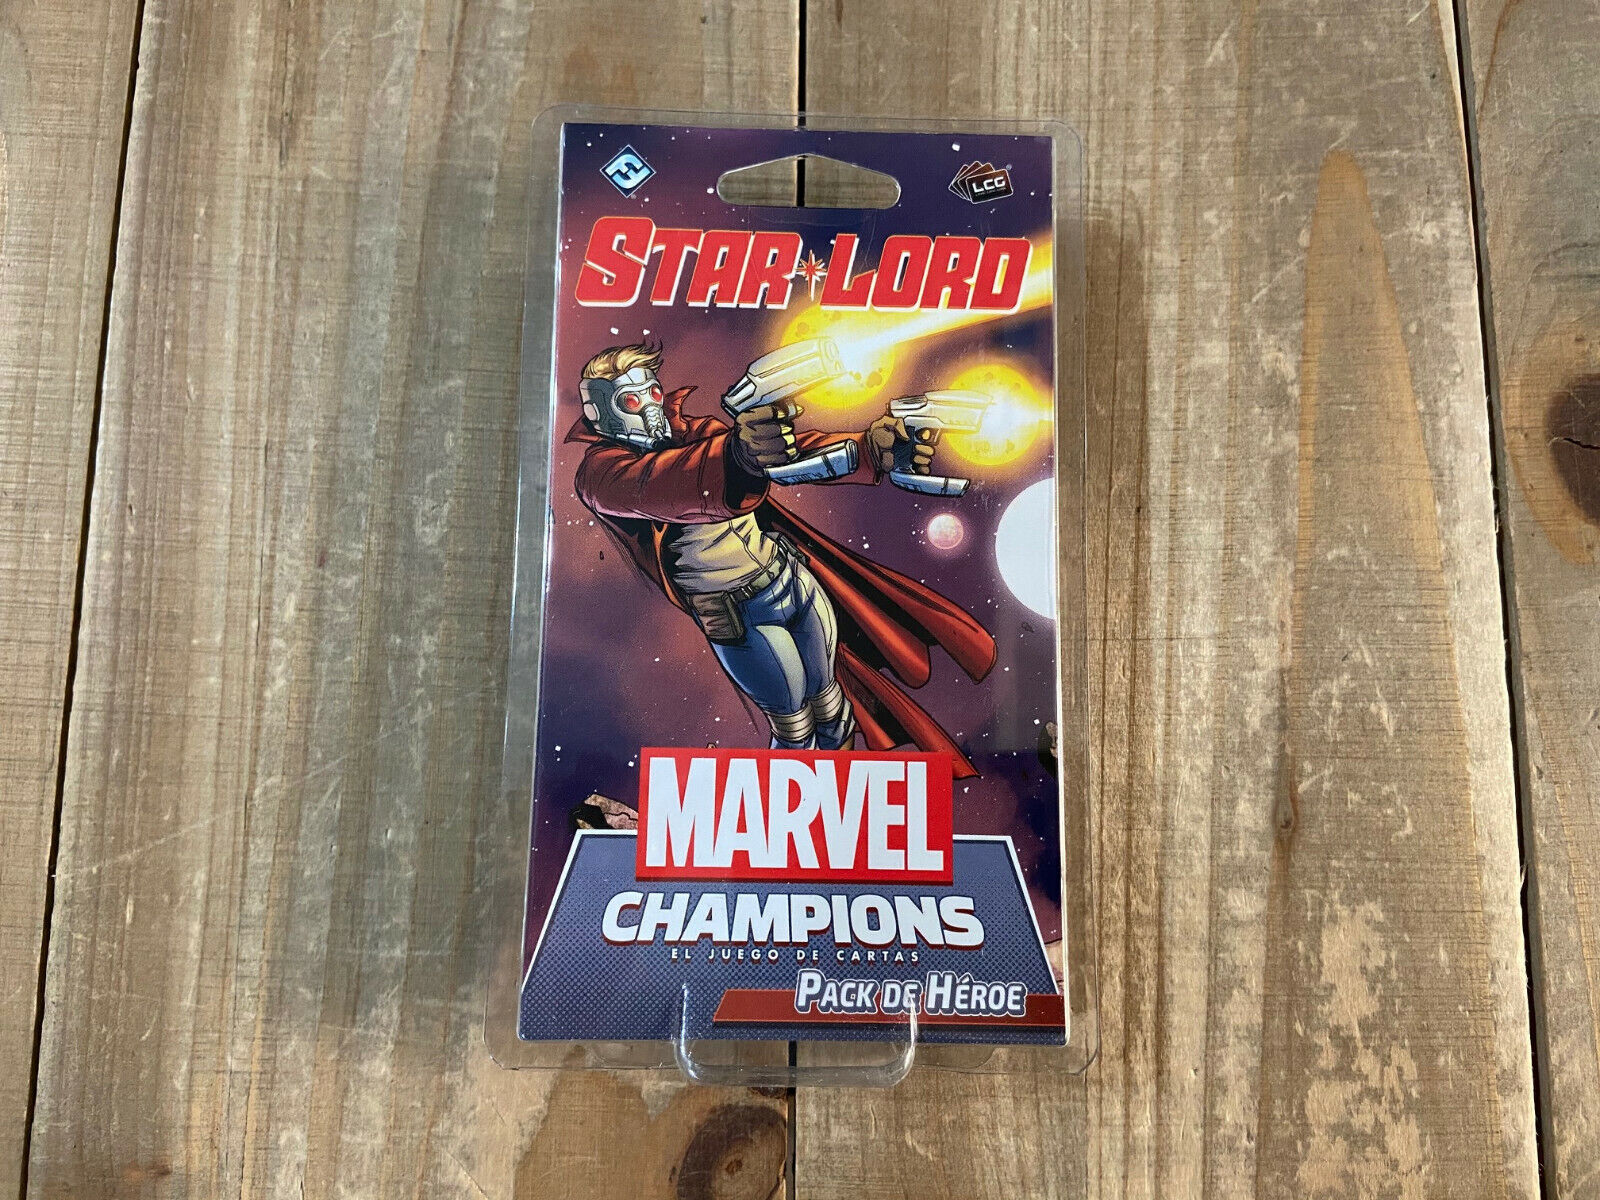 LCG
STAR LORD
MARVEL
CHAMPIONS
EL JUEGO DE CARTAS
PACK DE HÉROE